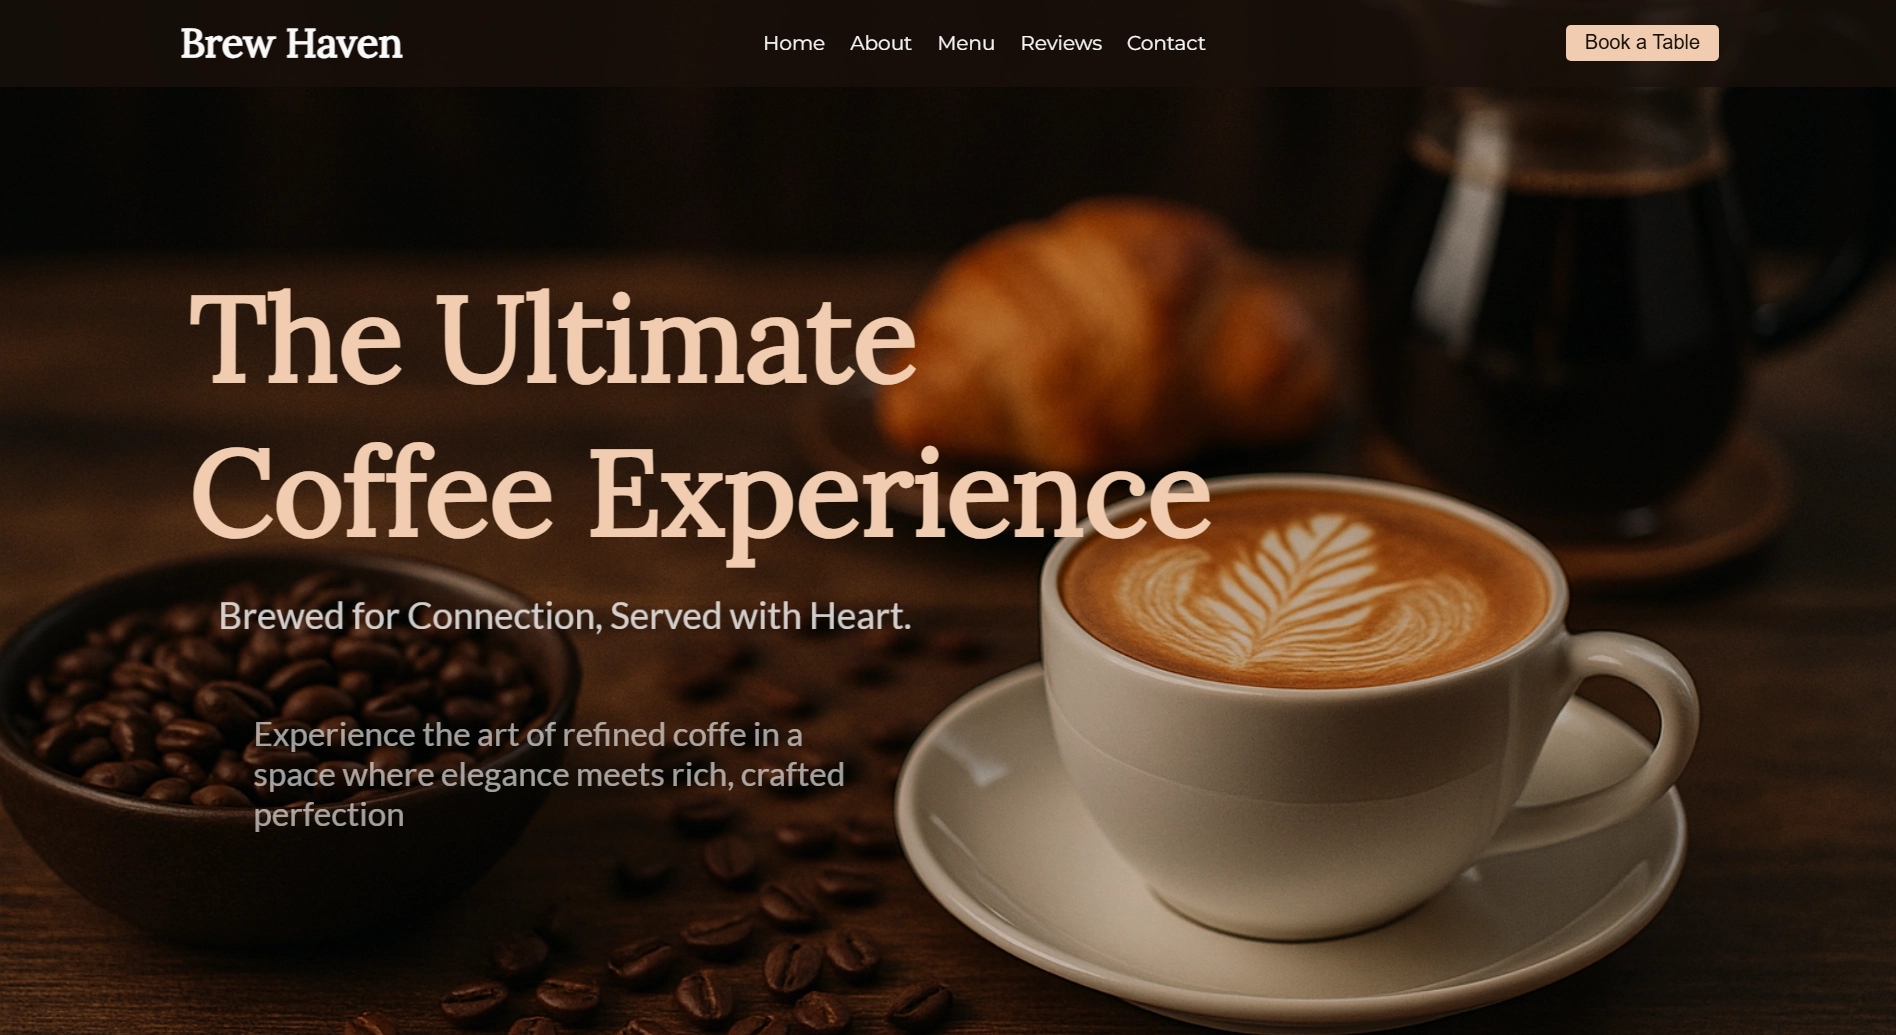 Brew Haven
Home About Menu Reviews Contact
Book a Table
The Ultimate
Coffee Experience
Brewed for Connection, Served with Heart.
Experience the art of refined coffe in a
space where elegance meets rich, crafted
perfection